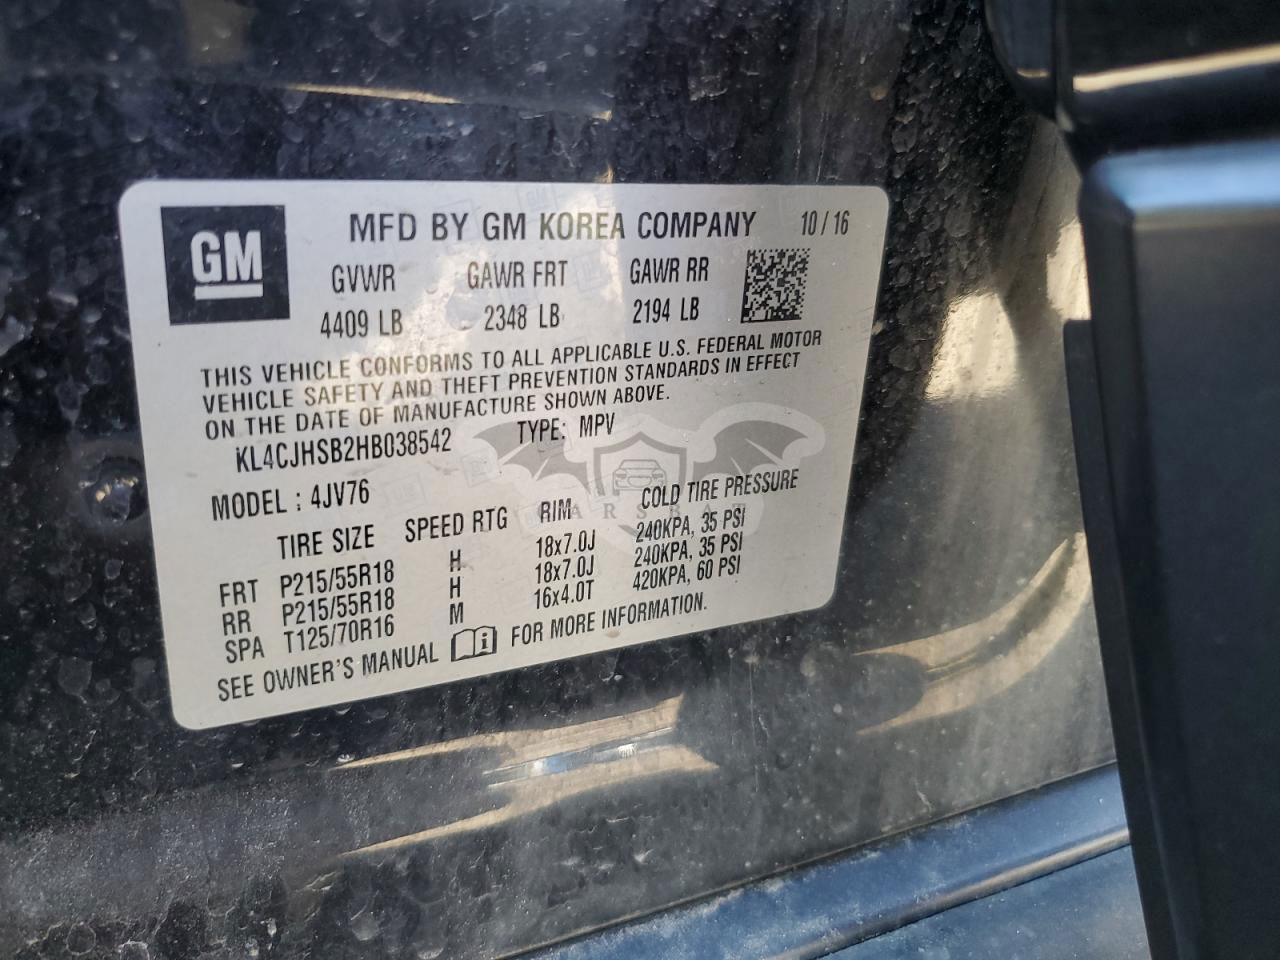 GM
MFD BY GM KOREA COMPANY 10 / 16
GVWR GAWR FRT GAWR RR
4409 LB 2348 LB 2194 LB
THIS VEHICLE CONFORMS TO ALL APPLICABLE U.S. FEDERAL MOTOR
VEHICLE SAFETY AND THEFT PREVENTION STANDARDS IN EFFECT
ON THE DATE OF MANUFACTURE SHOWN ABOVE.
KL4CJHSB2HB038542 TYPE: MPV
MODEL : 4JV76
TIRE SIZE SPEED RTG RIM COLD TIRE PRESSURE
FRT P215/55R18 H 18x7.0J 240KPA, 35 PSI
RR P215/55R18 H 18x7.0J 240KPA, 35 PSI
SPA T125/70R16 M 16x4.0T 420KPA, 60 PSI
SEE OWNER'S MANUAL i FOR MORE INFORMATION.
CARSBAT